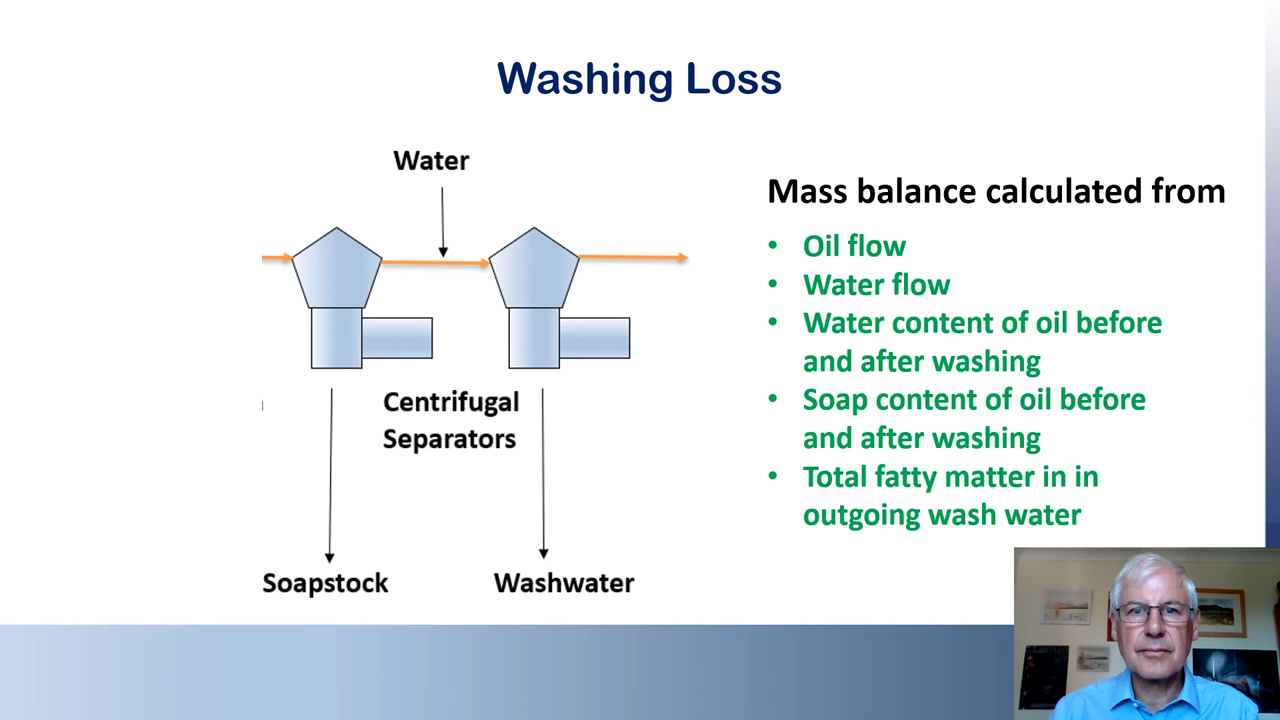 Washing Loss
Water
Centrifugal
Separators
Soapstock
Washwater
Mass balance calculated from
• Oil flow
• Water flow
• Water content of oil before
and after washing
• Soap content of oil before
and after washing
• Total fatty matter in in
outgoing wash water